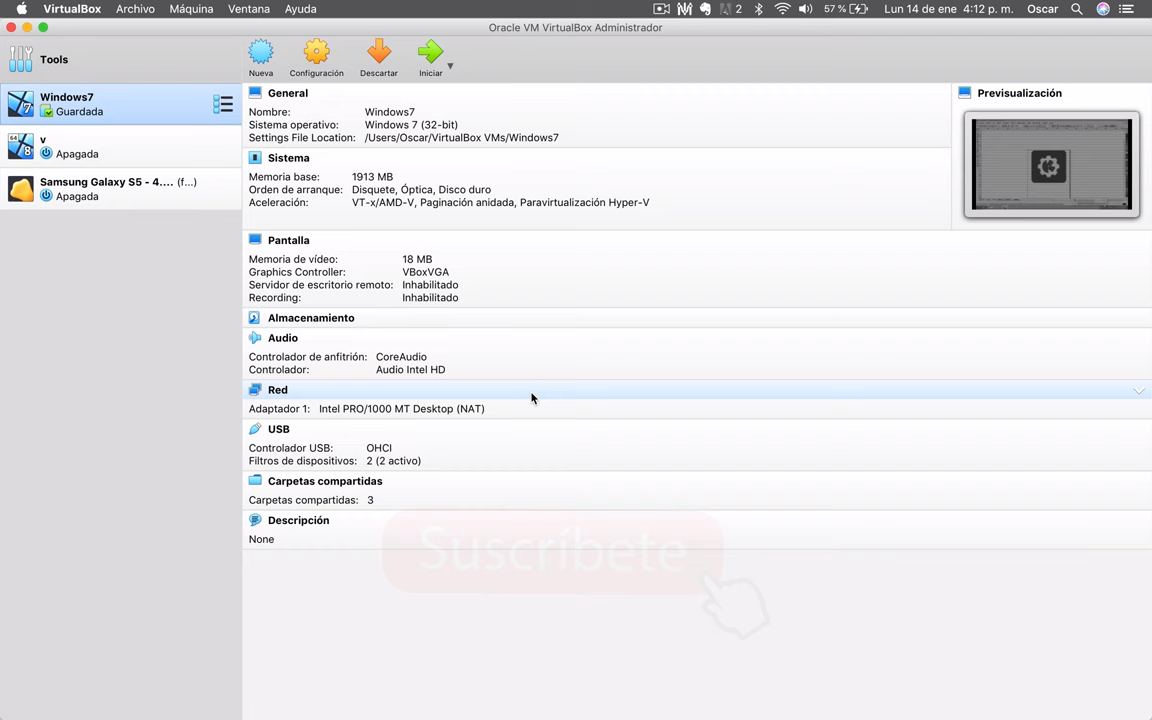 VirtualBox Archivo Máquina Ventana Ayuda 2 57 % Lun 14 de ene 4:12 p. m. Oscar
Oracle VM VirtualBox Administrador
Tools
Nueva Configuración Descartar Iniciar
Windows7
Guardada
v
Apagada
Samsung Galaxy S5 - 4.... (f...)
Apagada
General
Nombre: Windows7
Sistema operativo: Windows 7 (32-bit)
Settings File Location: /Users/Oscar/VirtualBox VMs/Windows7
Previsualización
Sistema
Memoria base: 1913 MB
Orden de arranque: Disquete, Óptica, Disco duro
Aceleración: VT-x/AMD-V, Paginación anidada, Paravirtualización Hyper-V
Pantalla
Memoria de vídeo: 18 MB
Graphics Controller: VBoxVGA
Servidor de escritorio remoto: Inhabilitado
Recording: Inhabilitado
Almacenamiento
Audio
Controlador de anfitrión: CoreAudio
Controlador: Audio Intel HD
Red
Adaptador 1: Intel PRO/1000 MT Desktop (NAT)
USB
Controlador USB: OHCI
Filtros de dispositivos: 2 (2 activo)
Carpetas compartidas
Carpetas compartidas: 3
Descripción
None
Suscríbete